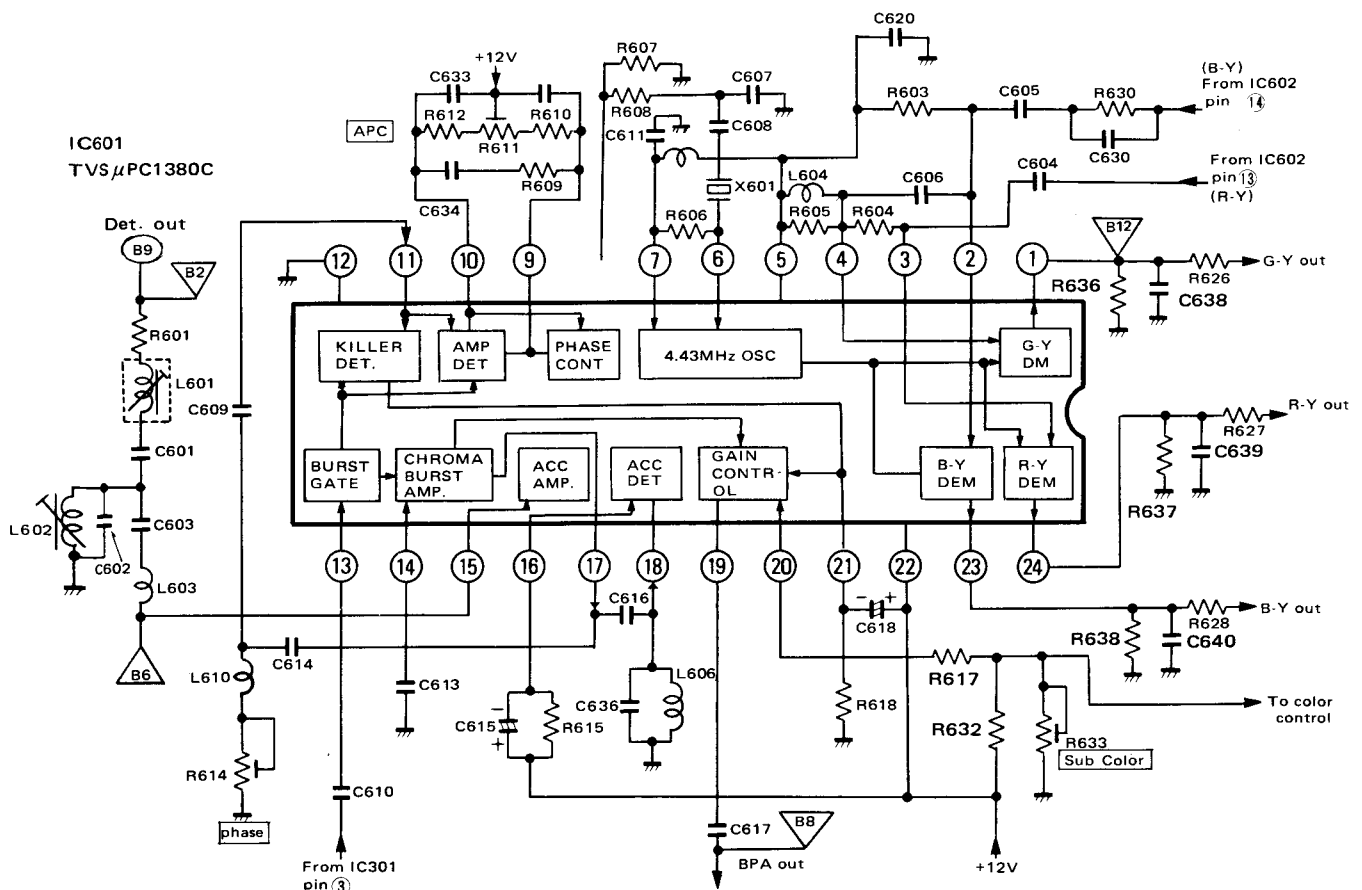 C620
R607
+12V
C633
C607
(B-Y)
From IC602
pin ⑭
R608
R603
C605
R630
APC
R612
R610
C611
C608
IC601
TVSμPC1380C
R611
C630
R609
X601
L604
C606
C604
From IC602
pin⑬
(R-Y)
C634
R606
R605
R604
Det. out
B9
B2
B12
12
11
10
9
7
6
5
4
3
2
1
G-Y out
R626
R636
C638
R601
KILLER
DET.
AMP
DET
PHASE
CONT
4.43MHz OSC
G-Y
DM
L601
C609
R-Y out
R627
C601
C639
BURST
GATE
CHROMA
BURST
AMP.
ACC
AMP.
ACC
DET
GAIN
CONTR-
OL
B-Y
DEM
R-Y
DEM
R637
L602
C603
C602
13
14
15
16
17
18
19
20
21
22
23
24
L603
C616
C618
B-Y out
R628
R638
C640
B6
C614
L610
L606
R617
C613
C636
R618
To color
control
C615
R615
R632
R633
Sub Color
R614
C610
phase
C617
B8
From IC301
pin③
BPA out
+12V
− +
−
+